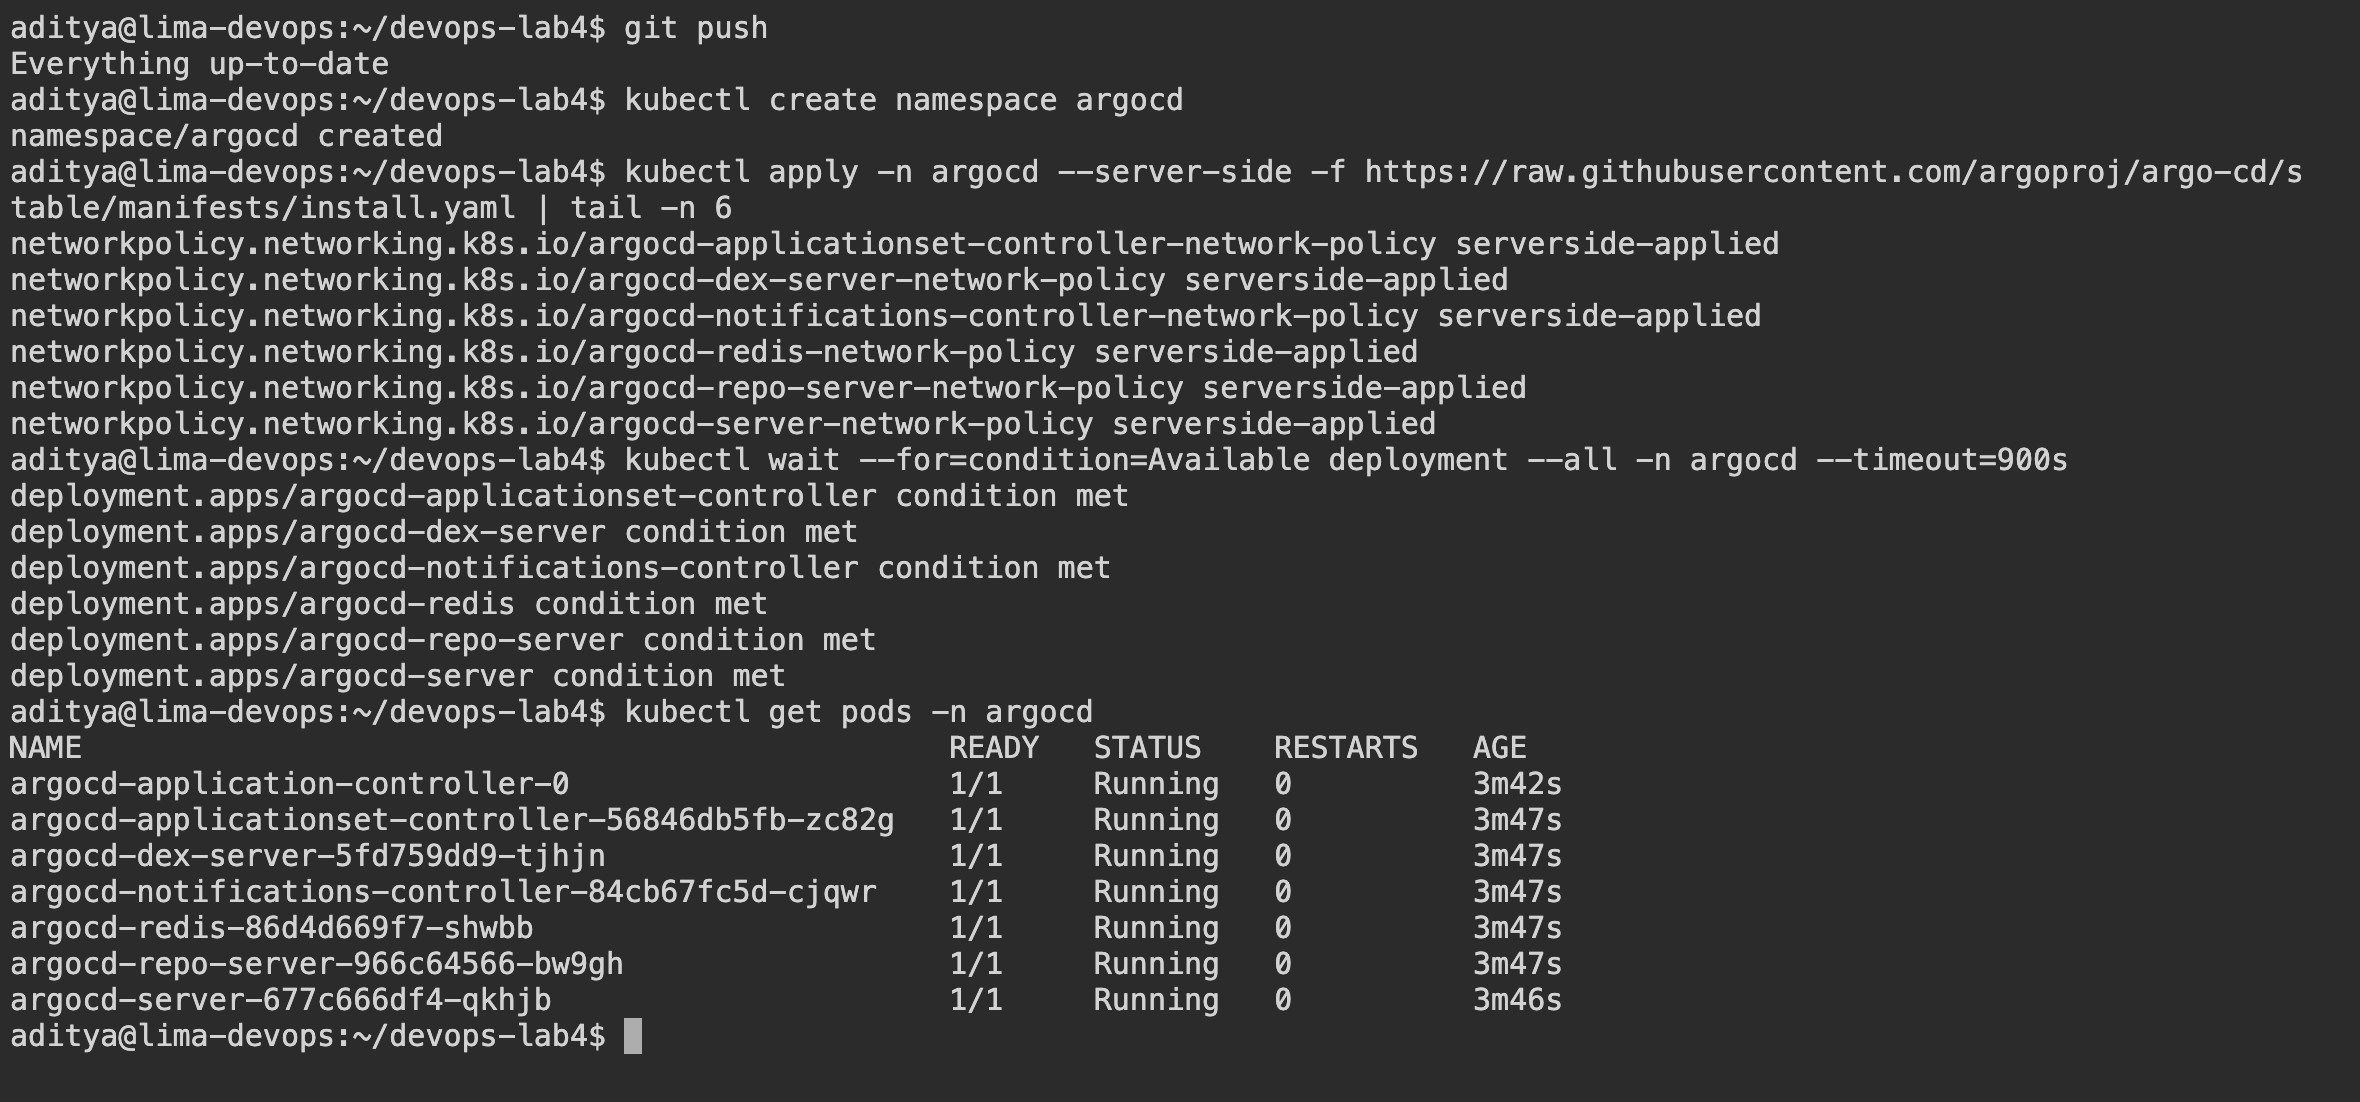 aditya@lima-devops:~/devops-lab4$ git push
Everything up-to-date
aditya@lima-devops:~/devops-lab4$ kubectl create namespace argocd
namespace/argocd created
aditya@lima-devops:~/devops-lab4$ kubectl apply -n argocd --server-side -f https://raw.githubusercontent.com/argoproj/argo-cd/s
table/manifests/install.yaml | tail -n 6
networkpolicy.networking.k8s.io/argocd-applicationset-controller-network-policy serverside-applied
networkpolicy.networking.k8s.io/argocd-dex-server-network-policy serverside-applied
networkpolicy.networking.k8s.io/argocd-notifications-controller-network-policy serverside-applied
networkpolicy.networking.k8s.io/argocd-redis-network-policy serverside-applied
networkpolicy.networking.k8s.io/argocd-repo-server-network-policy serverside-applied
networkpolicy.networking.k8s.io/argocd-server-network-policy serverside-applied
aditya@lima-devops:~/devops-lab4$ kubectl wait --for=condition=Available deployment --all -n argocd --timeout=900s
deployment.apps/argocd-applicationset-controller condition met
deployment.apps/argocd-dex-server condition met
deployment.apps/argocd-notifications-controller condition met
deployment.apps/argocd-redis condition met
deployment.apps/argocd-repo-server condition met
deployment.apps/argocd-server condition met
aditya@lima-devops:~/devops-lab4$ kubectl get pods -n argocd
NAME                                                READY   STATUS    RESTARTS   AGE
argocd-application-controller-0                     1/1     Running   0          3m42s
argocd-applicationset-controller-56846db5fb-zc82g   1/1     Running   0          3m47s
argocd-dex-server-5fd759dd9-tjhjn                   1/1     Running   0          3m47s
argocd-notifications-controller-84cb67fc5d-cjqwr    1/1     Running   0          3m47s
argocd-redis-86d4d669f7-shwbb                       1/1     Running   0          3m47s
argocd-repo-server-966c64566-bw9gh                  1/1     Running   0          3m47s
argocd-server-677c666df4-qkhjb                      1/1     Running   0          3m46s
aditya@lima-devops:~/devops-lab4$